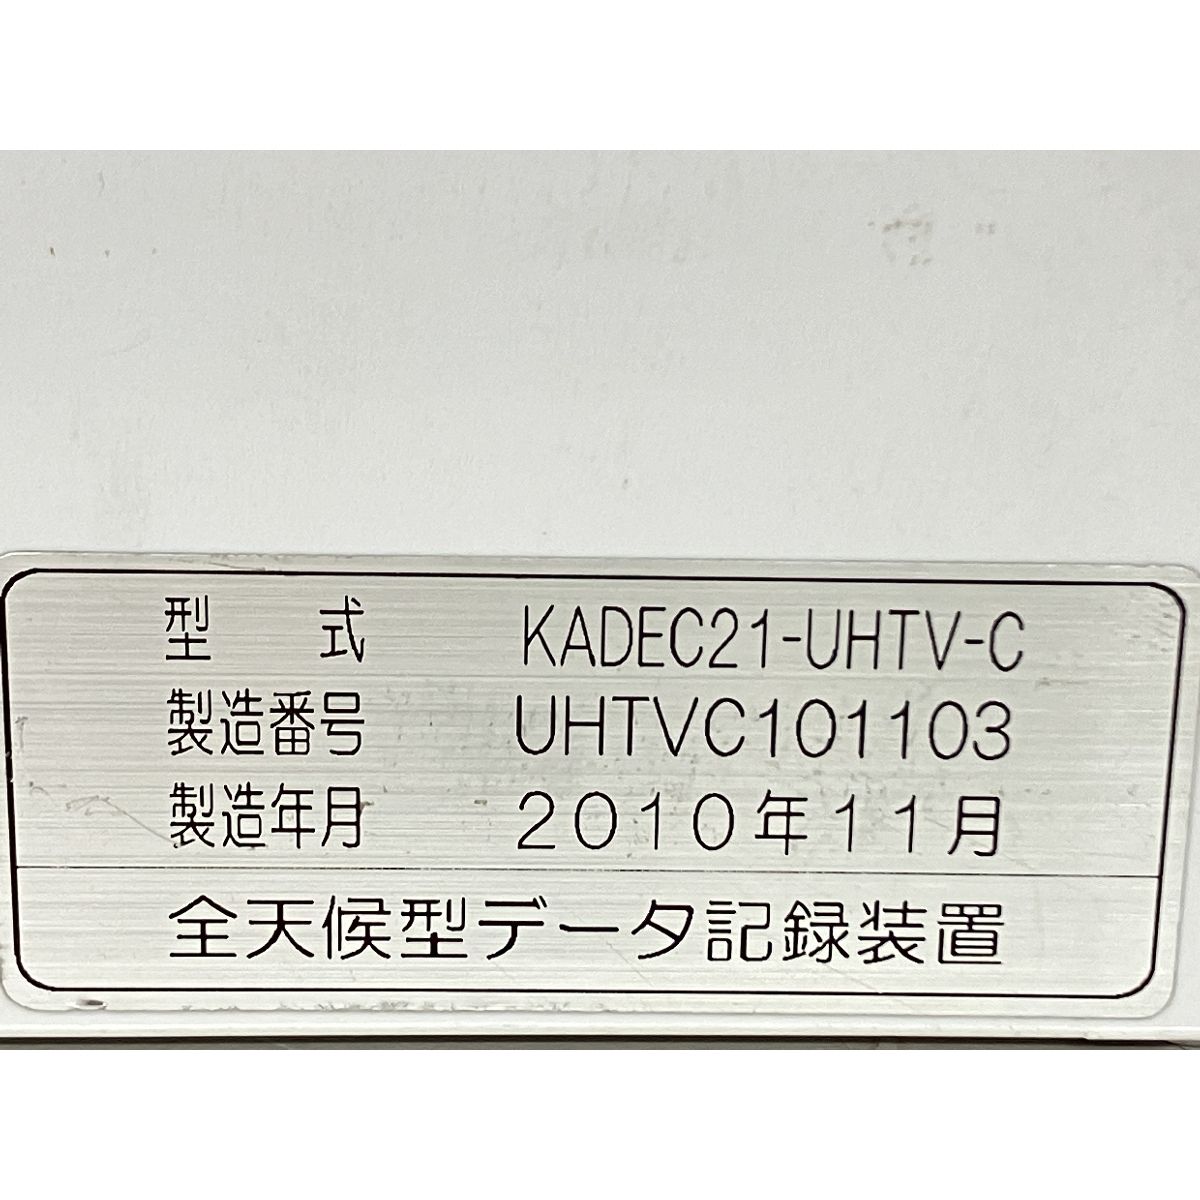 型式 KADEC21-UHTV-C
製造番号 UHTVC101103
製造年月 2010年11月
全天候型データ記録装置